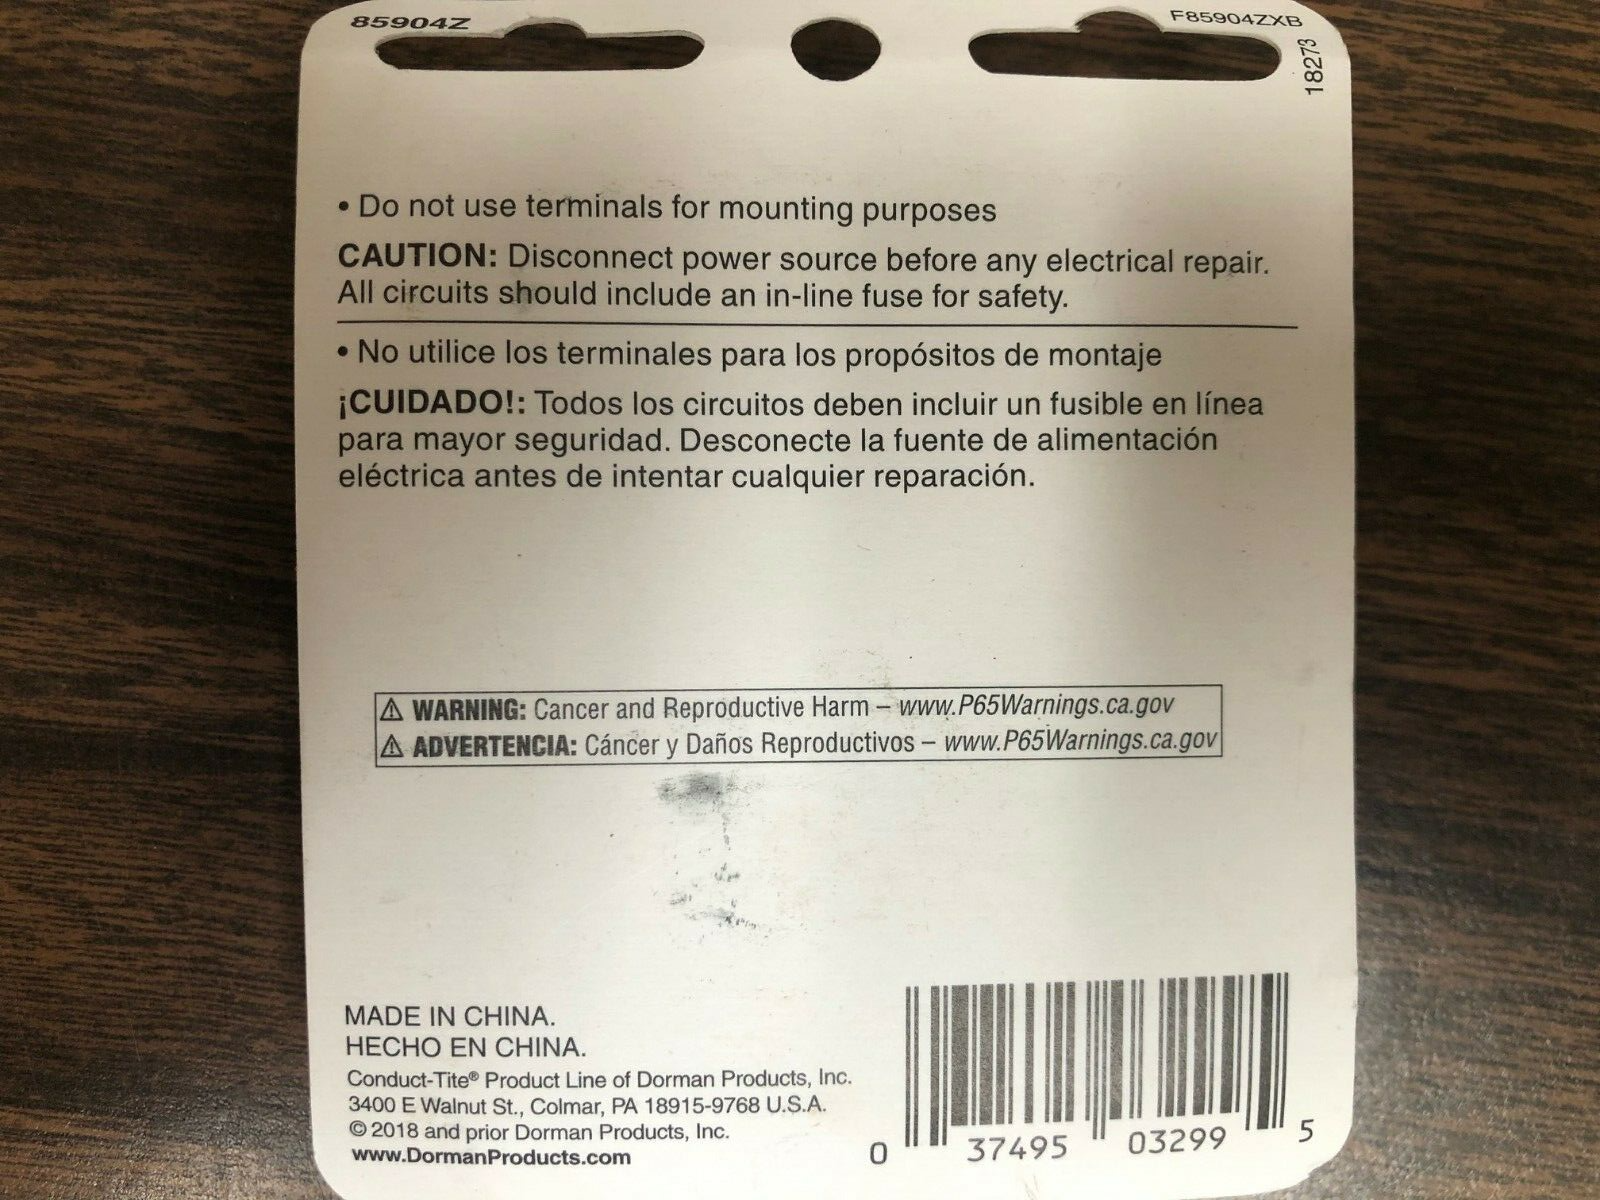 85904Z
F85904ZXB
18273
• Do not use terminals for mounting purposes
CAUTION: Disconnect power source before any electrical repair.
All circuits should include an in-line fuse for safety.
• No utilice los terminales para los propósitos de montaje
¡CUIDADO!: Todos los circuitos deben incluir un fusible en línea
para mayor seguridad. Desconecte la fuente de alimentación
eléctrica antes de intentar cualquier reparación.
⚠ WARNING: Cancer and Reproductive Harm – www.P65Warnings.ca.gov
⚠ ADVERTENCIA: Cáncer y Daños Reproductivos – www.P65Warnings.ca.gov
MADE IN CHINA.
HECHO EN CHINA.
Conduct-Tite® Product Line of Dorman Products, Inc.
3400 E Walnut St., Colmar, PA 18915-9768 U.S.A.
© 2018 and prior Dorman Products, Inc.
www.DormanProducts.com
0 37495 03299 5